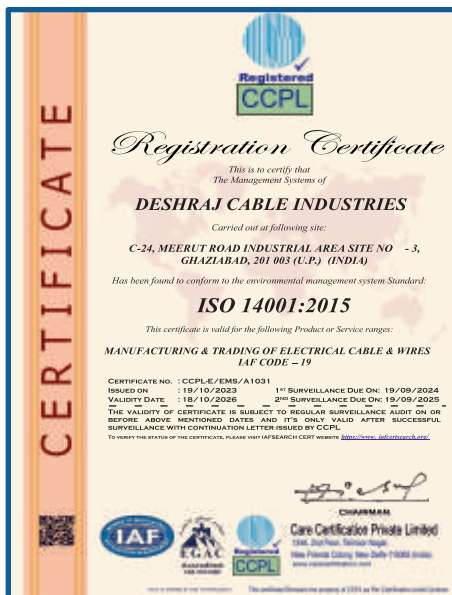 CERTIFICATE
Registered
CCPL
Registration Certificate
This is to certify that
The Management Systems of
DESHRAJ CABLE INDUSTRIES
Carried out at following site:
C-24, MEERUT ROAD INDUSTRIAL AREA SITE NO - 3,
GHAZIABAD, 201 003 (U.P.) (INDIA)
Has been found to conform to the environmental management system Standard:
ISO 14001:2015
This certificate is valid for the following Product or Service ranges:
MANUFACTURING & TRADING OF ELECTRICAL CABLE & WIRES
IAF CODE – 19
CERTIFICATE NO. : CCPL-E/EMS/A1031
ISSUED ON : 19/10/2023 1ST SURVEILLANCE DUE ON: 19/09/2024
VALIDITY DATE : 18/10/2026 2ND SURVEILLANCE DUE ON: 19/09/2025
THE VALIDITY OF CERTIFICATE IS SUBJECT TO REGULAR SURVEILLANCE AUDIT ON OR
BEFORE ABOVE MENTIONED DATES AND IT'S ONLY VALID AFTER SUCCESSFUL
SURVEILLANCE WITH CONTINUATION LETTER ISSUED BY CCPL
TO VERIFY THE STATUS OF THE CERTIFICATE, PLEASE VISIT IAFSEARCH CERT WEBSITE https://www.iafcertsearch.org/
CHAIRMAN
IAF
EGAC
Registered
CCPL
Care Certification Private Limited
New Friends Colony, New Delhi